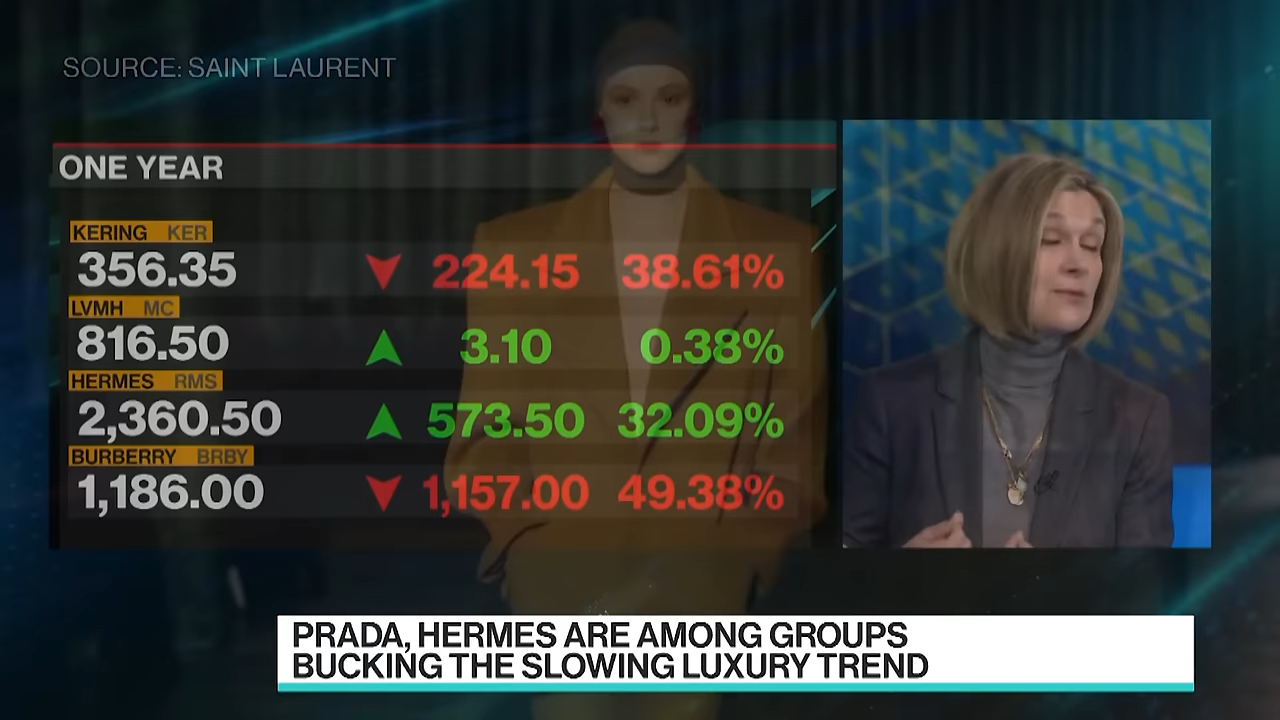 SOURCE: SAINT LAURENT
ONE YEAR
KERING KER
356.35 224.15 38.61%
LVMH MC
816.50 3.10 0.38%
HERMES RMS
2,360.50 573.50 32.09%
BURBERRY BRBY
1,186.00 1,157.00 49.38%
PRADA, HERMES ARE AMONG GROUPS
BUCKING THE SLOWING LUXURY TREND